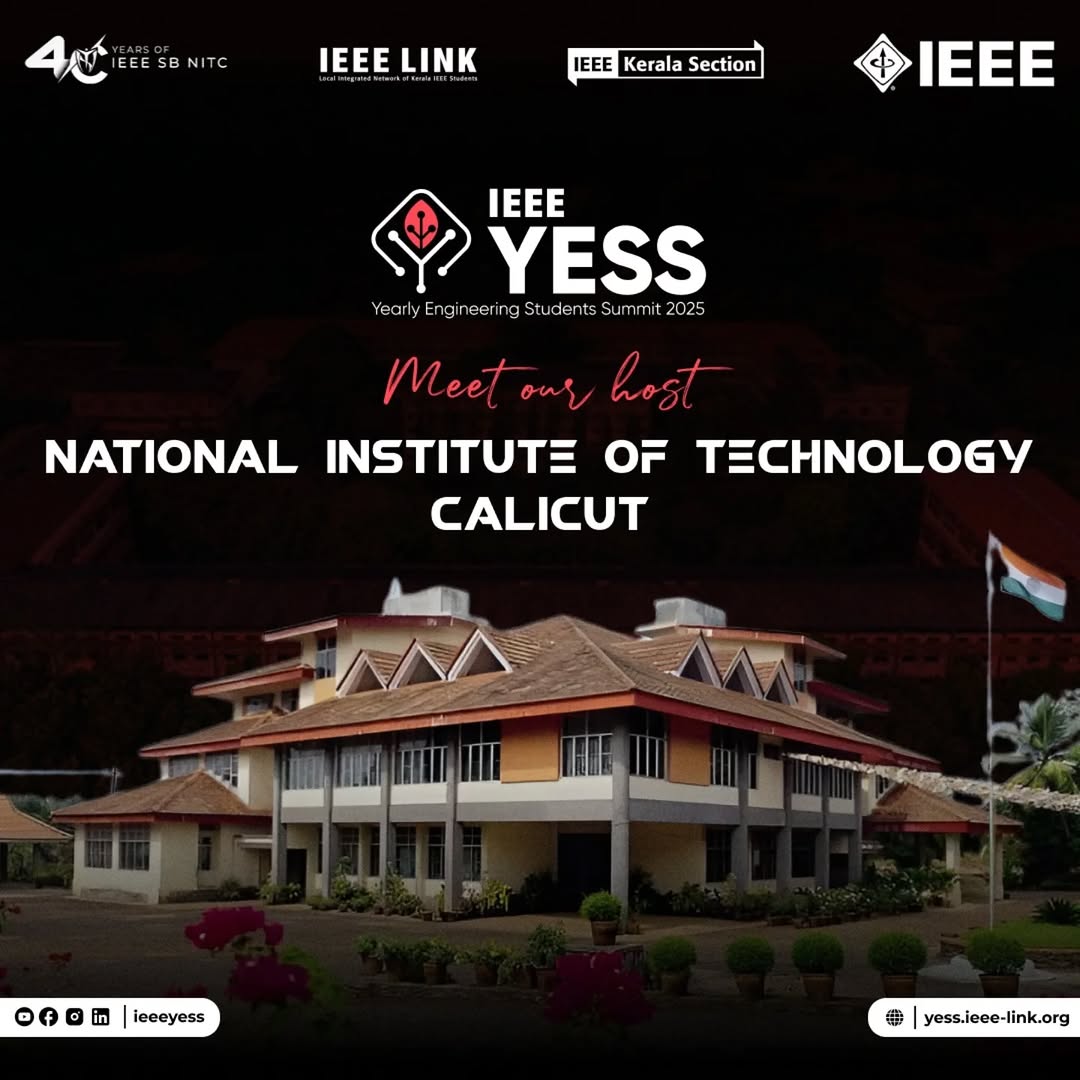 40 YEARS OF
IEEE SB NITC
IEEE LINK
Local Integrated Network of Kerala IEEE Students
IEEE Kerala Section
IEEE
IEEE
YESS
Yearly Engineering Students Summit 2025
Meet our host
NATIONAL INSTITUTE OF TECHNOLOGY
CALICUT
ieeeyess
yess.ieee-link.org